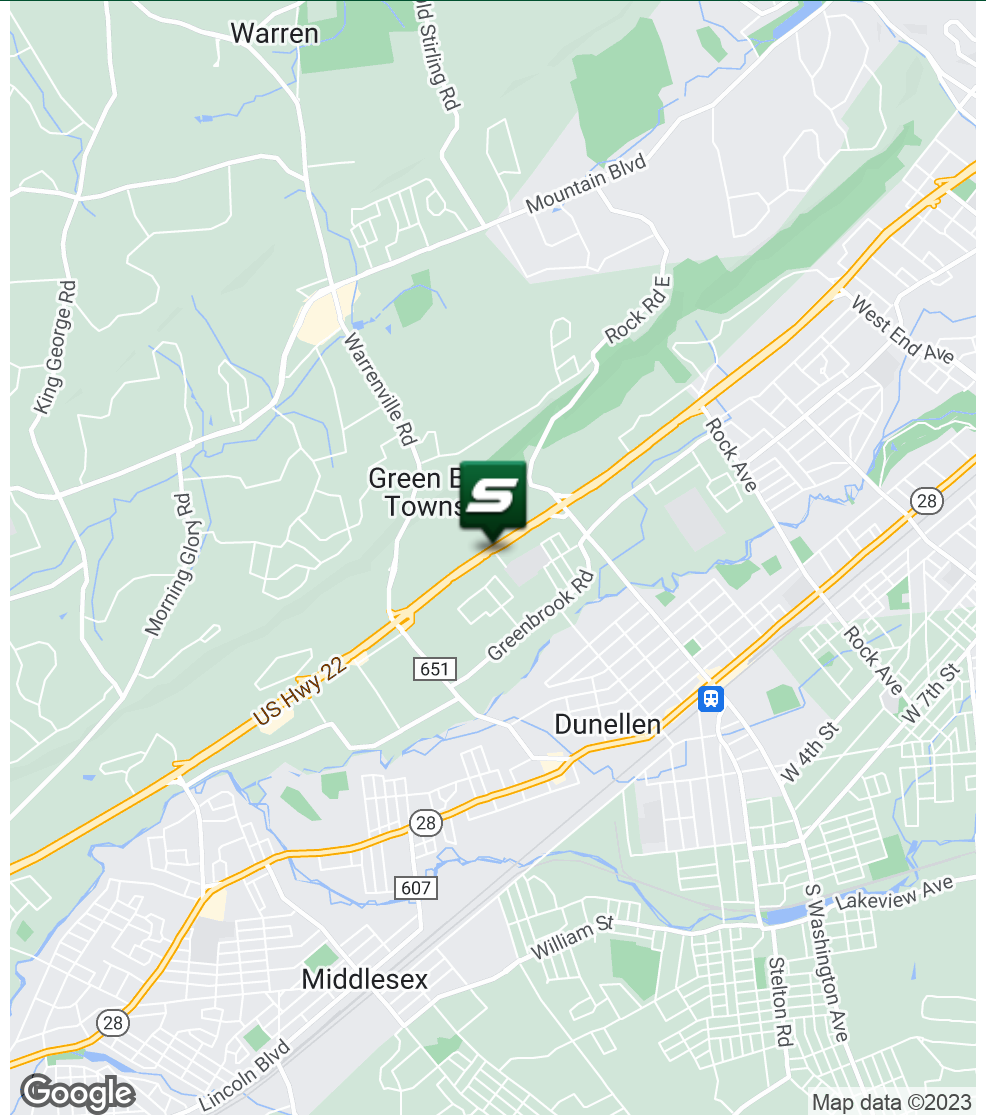 Warren
ld Stirling Rd
Mountain Blvd
King George Rd
Rock Rd E
West End Ave
Warrenville Rd
Rock Ave
Green B
Towns
S
28
Morning Glory Rd
Greenbrook Rd
651
US Hwy 22
Rock Ave
W 7th St
Dunellen
W 4th St
28
607
S Washington Ave
Lakeview Ave
William St
Middlesex
Stelton Rd
28
Lincoln Blvd
Google
Map data ©2023